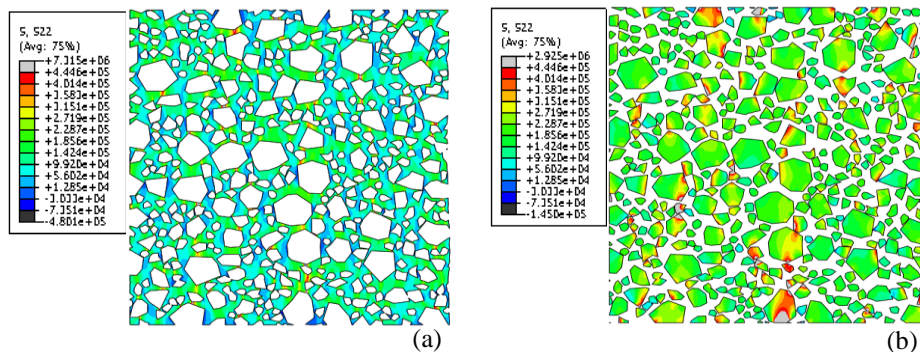 S, S22
(Avg: 75%)
+7.315e+06
+4.446e+05
+4.014e+05
+3.583e+05
+3.151e+05
+2.719e+05
+2.287e+05
+1.856e+05
+1.424e+05
+9.920e+04
+5.602e+04
+1.285e+04
-3.033e+04
-7.351e+04
-4.801e+05
(a)
S, S22
(Avg: 75%)
+2.925e+06
+4.446e+05
+4.014e+05
+3.583e+05
+3.151e+05
+2.719e+05
+2.287e+05
+1.856e+05
+1.424e+05
+9.920e+04
+5.602e+04
+1.285e+04
-3.033e+04
-7.351e+04
-1.450e+05
(b)